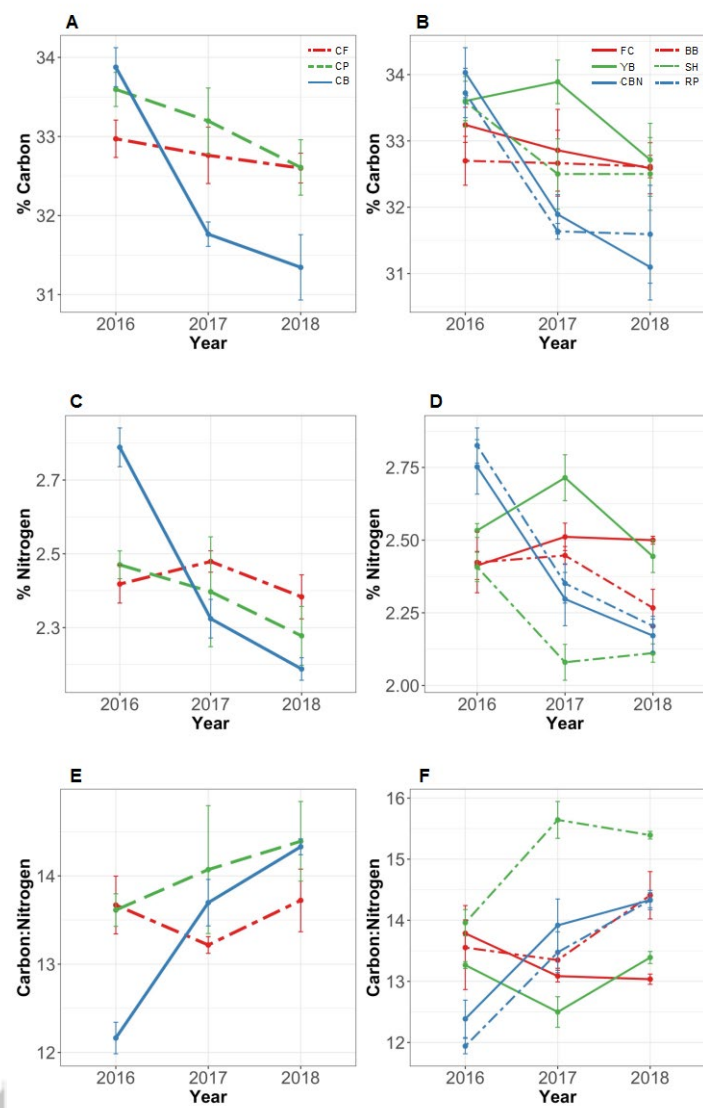 A
CF
CP
CB
34
33
32
31
% Carbon
2016 2017 2018
Year
B
FC BB
YB SH
CBN RP
34
33
32
31
% Carbon
2016 2017 2018
Year
C
2.7
2.5
2.3
% Nitrogen
2016 2017 2018
Year
D
2.75
2.50
2.25
2.00
% Nitrogen
2016 2017 2018
Year
E
14
13
12
Carbon:Nitrogen
2016 2017 2018
Year
F
16
15
14
13
12
Carbon:Nitrogen
2016 2017 2018
Year